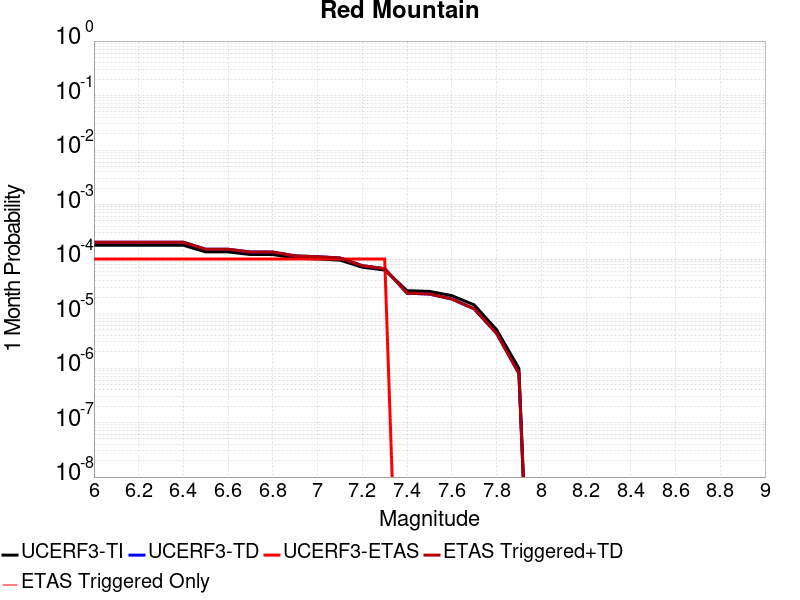 Red Mountain
1 Month Probability
10^0
10^-1
10^-2
10^-3
10^-4
10^-5
10^-6
10^-7
10^-8
6 6.2 6.4 6.6 6.8 7 7.2 7.4 7.6 7.8 8 8.2 8.4 8.6 8.8 9
Magnitude
UCERF3-TI UCERF3-TD UCERF3-ETAS ETAS Triggered+TD
ETAS Triggered Only